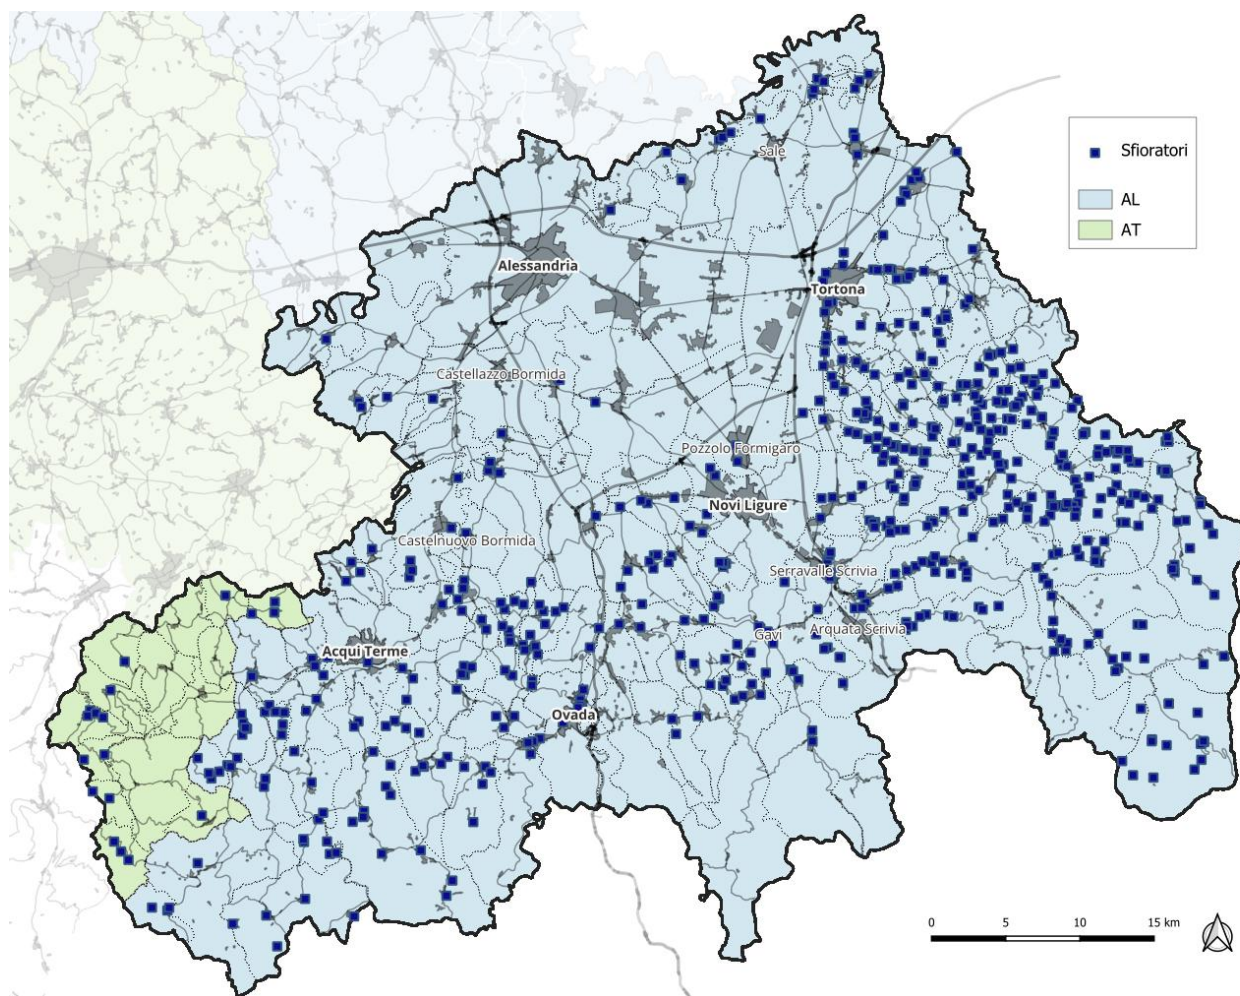 Sfioratori
AL
AT
Sale
Alessandria
Tortona
Castellazzo Bormida
Pozzolo Formigaro
Novi Ligure
Castelnuovo Bormida
Serravalle Scrivia
Gavi
Arquata Scrivia
Acqui Terme
Ovada
0 5 10 15 km